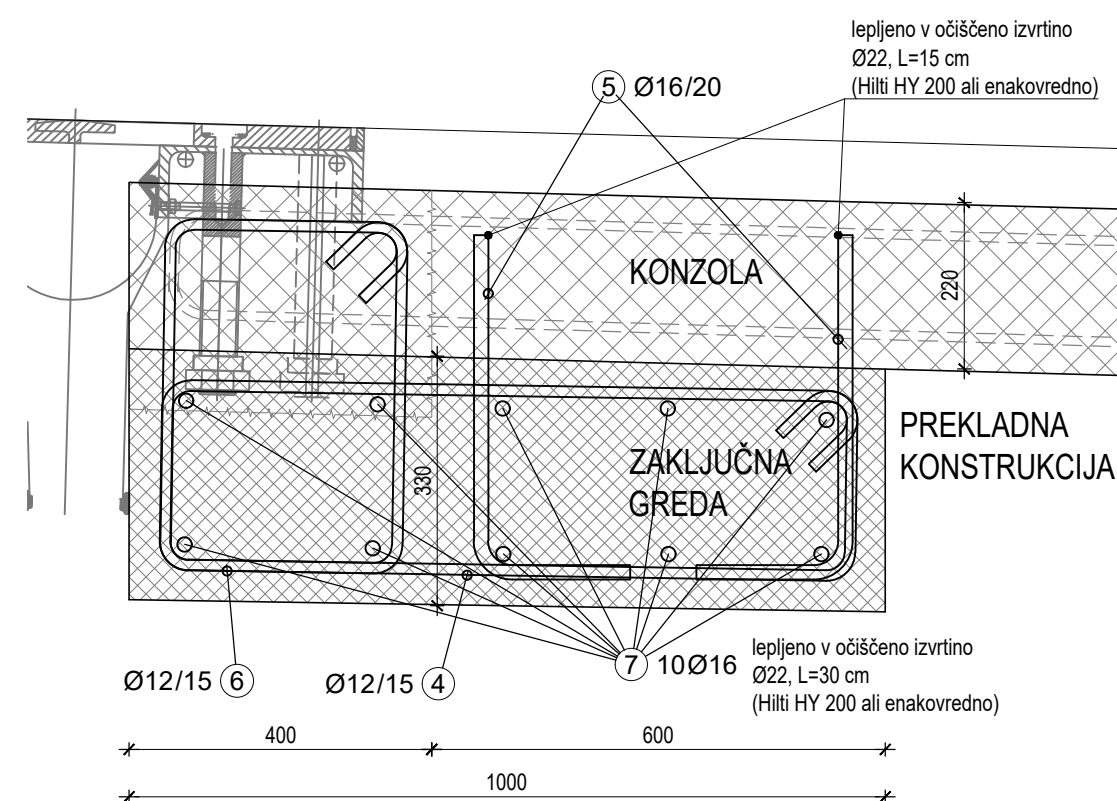 lepljeno v očiščeno izvrtino
Ø22, L=15 cm
(Hilti HY 200 ali enakovredno)
5 Ø16/20
KONZOLA
220
PREKLADNA
KONSTRUKCIJA
ZAKLJUČNA
GREDA
330
7 10Ø16
lepljeno v očiščeno izvrtino
Ø22, L=30 cm
(Hilti HY 200 ali enakovredno)
Ø12/15 6
Ø12/15 4
400
600
1000